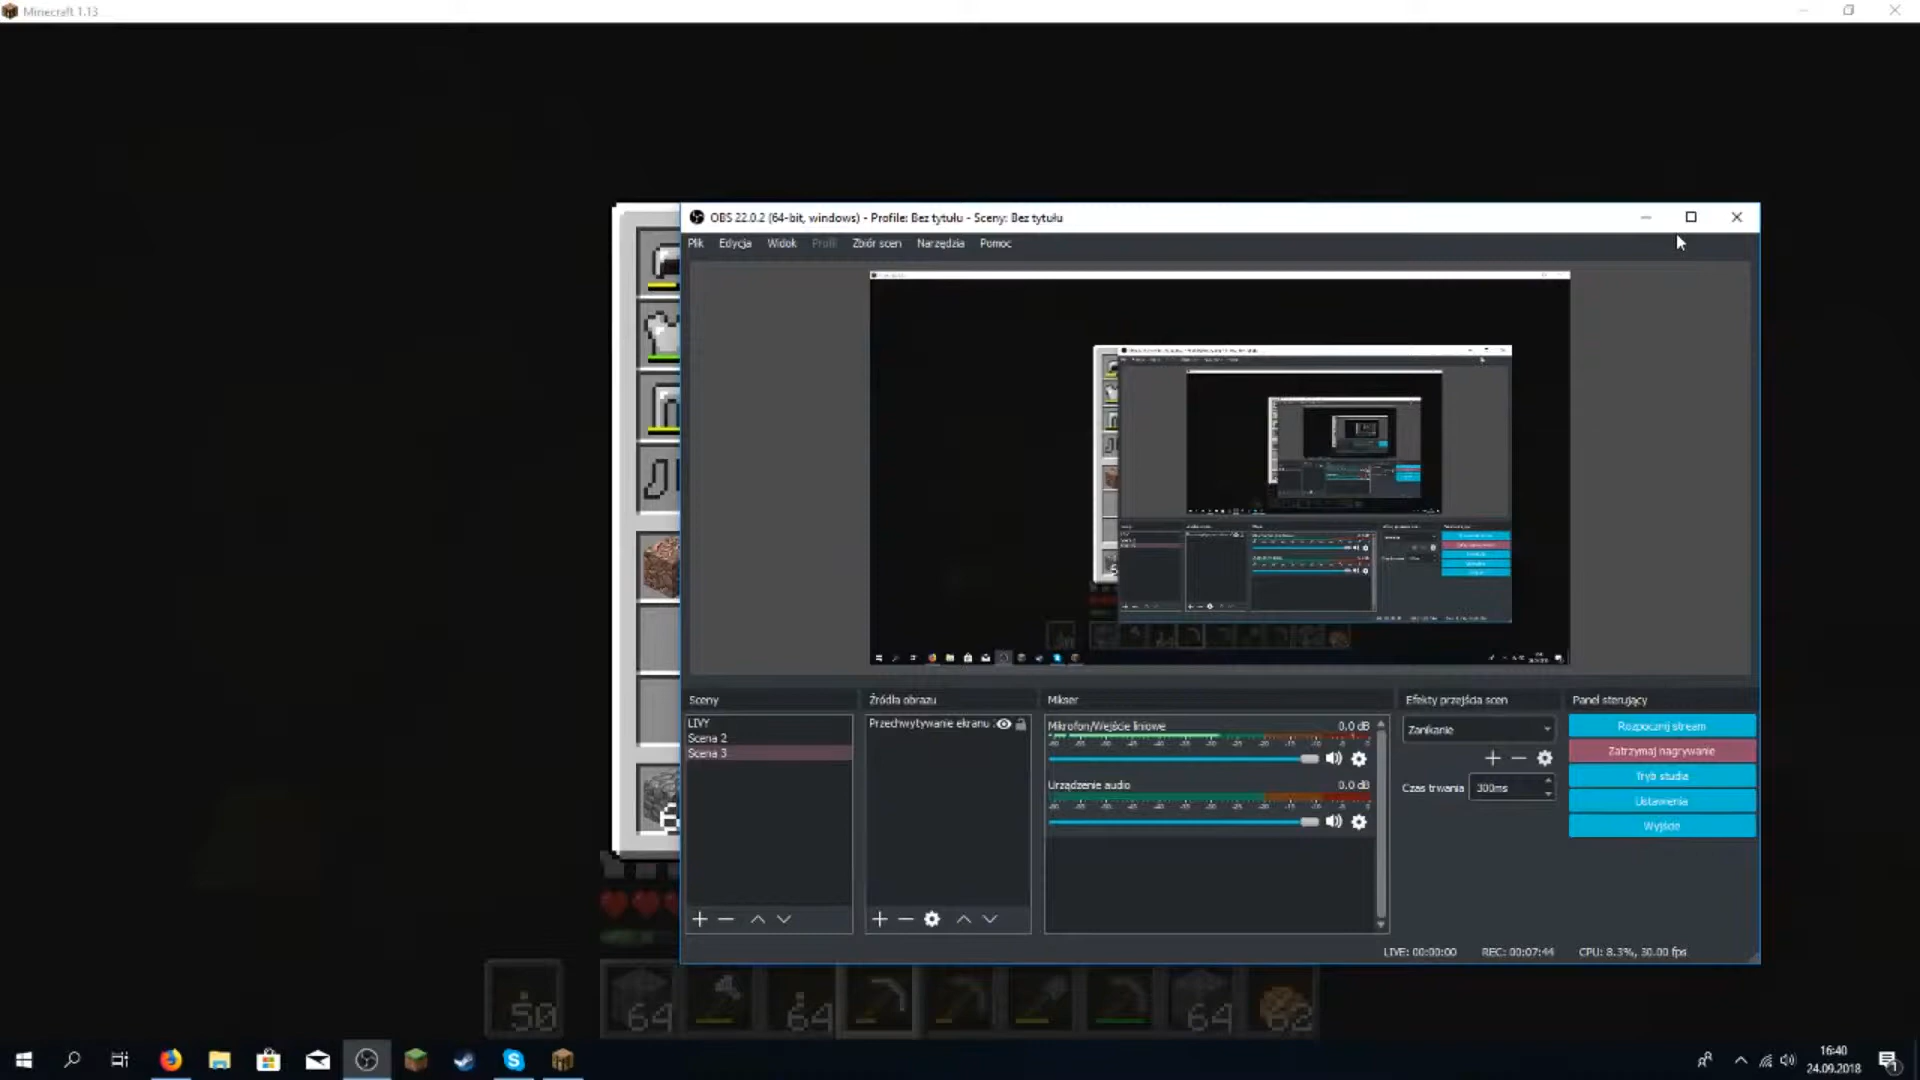 Minecraft 1.13
OBS 22.0.2 (64-bit, windows) - Profile: Bez tytułu - Sceny: Bez tytułu
Plik Edycja Widok Profil Zbiór scen Narzędzia Pomoc
Sceny
Źródła obrazu
Mikser
Efekty przejścia scen
Panel sterujący
LIVY
Scena 2
Scena 3
Przechwytywanie ekranu
Mikrofon/Wejście liniowe 0.0 dB
Urządzenie audio 0.0 dB
Zanikanie
Czas trwania 300ms
Rozpocznij stream
Zatrzymaj nagrywanie
Tryb studia
Ustawienia
Wyjście
LIVE: 00:00:00 REC: 00:07:44 CPU: 8.3%, 30.00 fps
50 64 64 64 62
16:40
24.09.2018